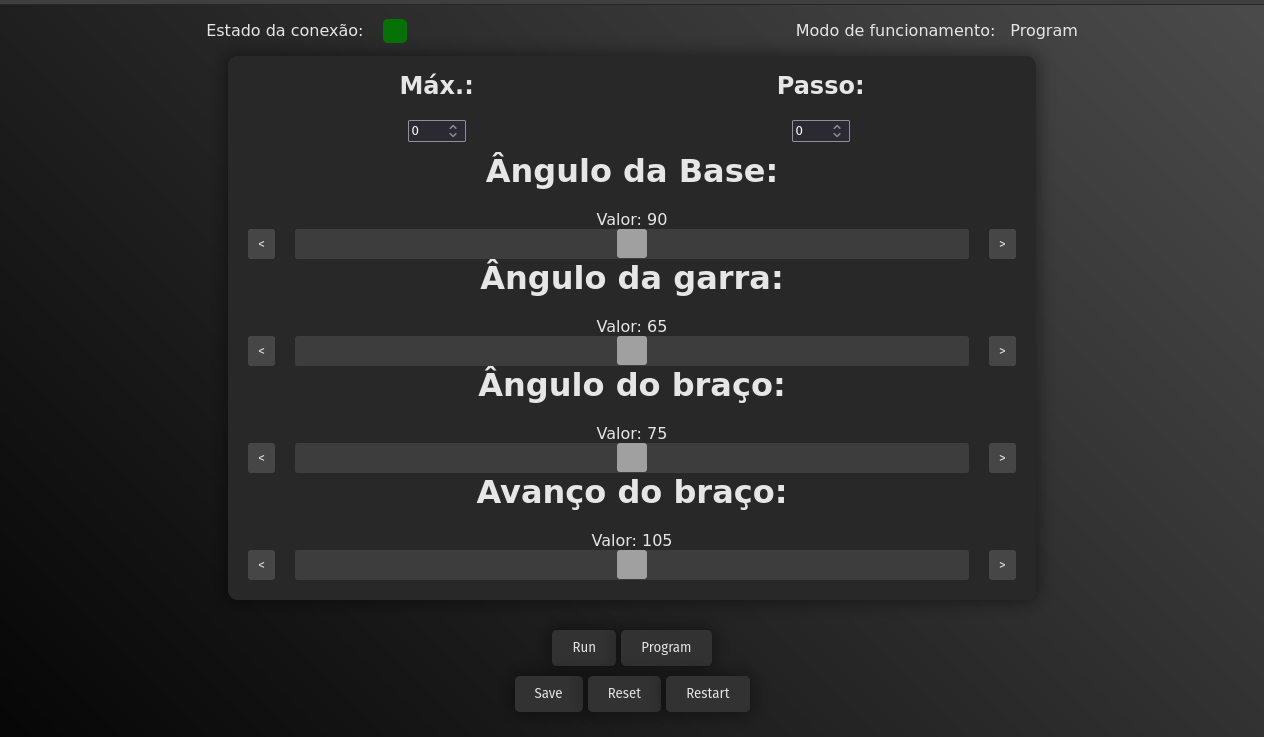 Estado da conexão:
Modo de funcionamento: Program
Máx.:
Passo:
0
0
Ângulo da Base:
Valor: 90
<
>
Ângulo da garra:
Valor: 65
<
>
Ângulo do braço:
Valor: 75
<
>
Avanço do braço:
Valor: 105
<
>
Run
Program
Save
Reset
Restart